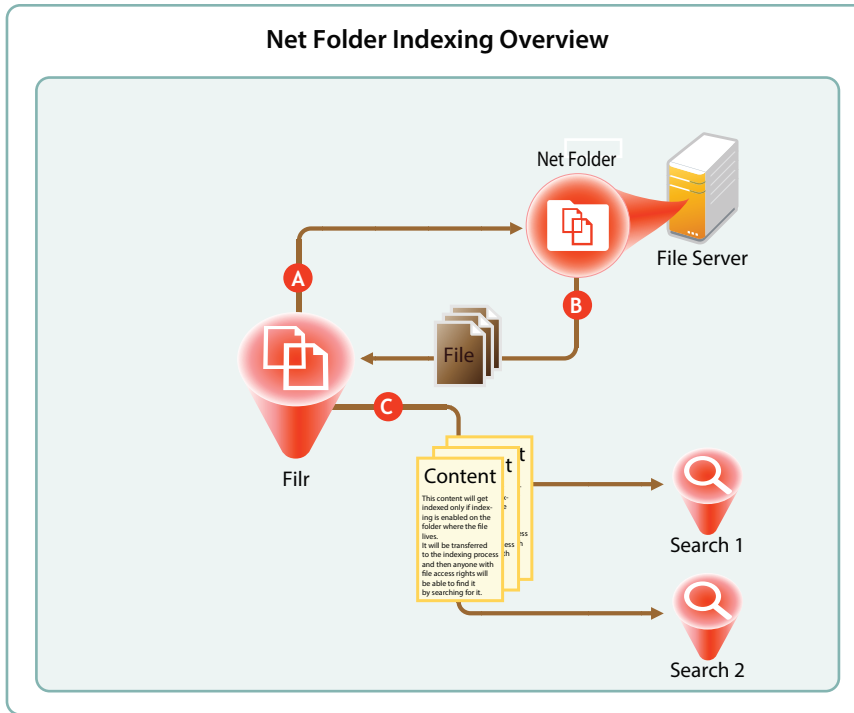 Net Folder Indexing Overview
Net Folder
File Server
A
B
File
C
Filr
Content
This content will get
indexed only if index-
ing is enabled on the
folder where the file
lives.
It will be transferred
to the indexing process
and then anyone with
file access rights will
be able to find it
by searching for it.
Search 1
Search 2